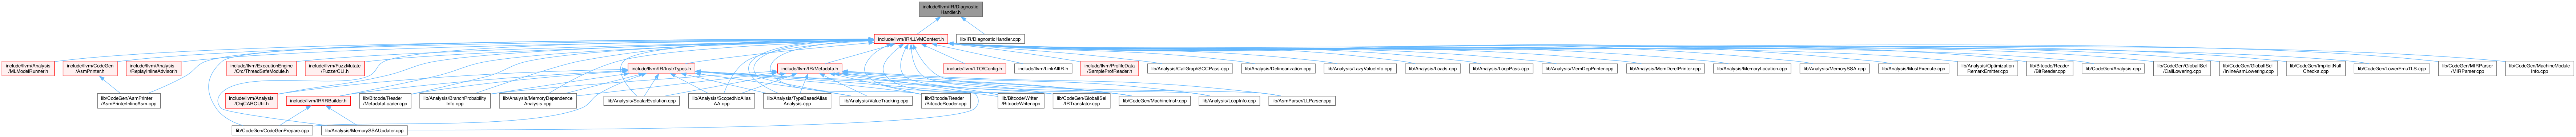 include/llvm/IR/Diagnostic
Handler.h
include/llvm/IR/LLVMContext.h
lib/IR/DiagnosticHandler.cpp
include/llvm/Analysis
/MLModelRunner.h
include/llvm/CodeGen
/AsmPrinter.h
include/llvm/Analysis
/ReplayInlineAdvisor.h
include/llvm/ExecutionEngine
/Orc/ThreadSafeModule.h
include/llvm/FuzzMutate
/FuzzerCLI.h
include/llvm/IR/InstrTypes.h
include/llvm/IR/Metadata.h
include/llvm/LTO/Config.h
include/llvm/LinkAllIR.h
include/llvm/ProfileData
/SampleProfReader.h
lib/Analysis/CallGraphSCCPass.cpp
lib/Analysis/Delinearization.cpp
lib/Analysis/LazyValueInfo.cpp
lib/Analysis/Loads.cpp
lib/Analysis/LoopPass.cpp
lib/Analysis/MemDepPrinter.cpp
lib/Analysis/MemDerefPrinter.cpp
lib/Analysis/MemoryLocation.cpp
lib/Analysis/MemorySSA.cpp
lib/Analysis/MustExecute.cpp
lib/Analysis/Optimization
RemarkEmitter.cpp
lib/Bitcode/Reader
/BitReader.cpp
lib/CodeGen/Analysis.cpp
lib/CodeGen/GlobalISel
/CallLowering.cpp
lib/CodeGen/GlobalISel
/InlineAsmLowering.cpp
lib/CodeGen/ImplicitNull
Checks.cpp
lib/CodeGen/LowerEmuTLS.cpp
lib/CodeGen/MIRParser
/MIRParser.cpp
lib/CodeGen/MachineModule
Info.cpp
lib/CodeGen/AsmPrinter
/AsmPrinterInlineAsm.cpp
include/llvm/Analysis
/ObjCARCUtil.h
include/llvm/IR/IRBuilder.h
lib/Bitcode/Reader
/MetadataLoader.cpp
lib/Analysis/BranchProbability
Info.cpp
lib/Analysis/MemoryDependence
Analysis.cpp
lib/Analysis/ScalarEvolution.cpp
lib/Analysis/ScopedNoAlias
AA.cpp
lib/Analysis/TypeBasedAlias
Analysis.cpp
lib/Analysis/ValueTracking.cpp
lib/Bitcode/Reader
/BitcodeReader.cpp
lib/Bitcode/Writer
/BitcodeWriter.cpp
lib/CodeGen/GlobalISel
/IRTranslator.cpp
lib/CodeGen/MachineInstr.cpp
lib/Analysis/LoopInfo.cpp
lib/AsmParser/LLParser.cpp
lib/CodeGen/CodeGenPrepare.cpp
lib/Analysis/MemorySSAUpdater.cpp